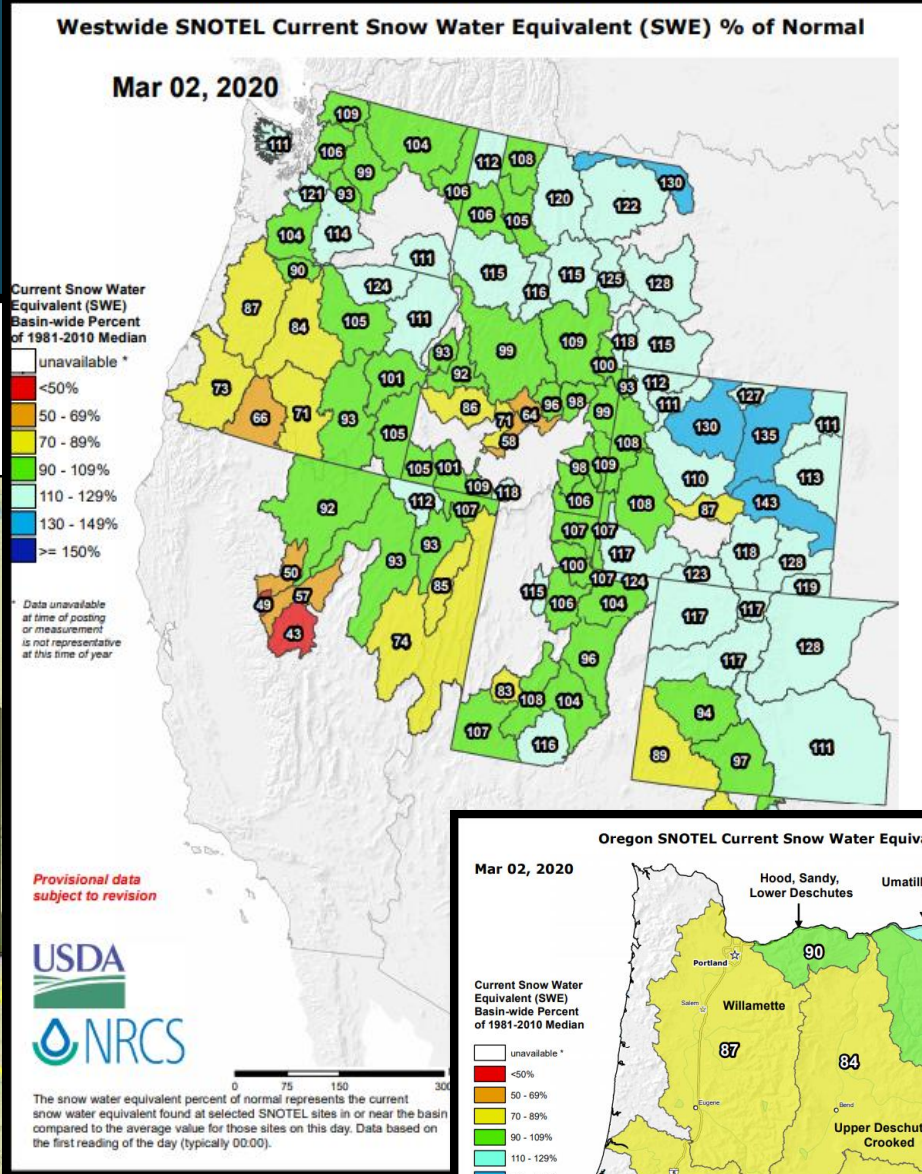 Westwide SNOTEL Current Snow Water Equivalent (SWE) % of Normal
Mar 02, 2020
109
111
106
104
99
112
108
130
121
93
106
120
122
106
105
104
114
111
90
115
115
125
128
116
124
87
84
105
111
118
115
93
99
109
100
92
101
93
112
127
73
66
71
93
105
86
71
64
96
98
99
111
130
135
111
58
108
105
101
98
109
110
113
109
118
106
108
87
143
92
112
107
107
107
118
128
93
93
100
117
123
119
50
85
115
107
124
49
57
106
104
117
117
128
43
74
96
117
83
108
104
94
107
116
89
97
111
Current Snow Water
Equivalent (SWE)
Basin-wide Percent
of 1981-2010 Median
unavailable *
<50%
50 - 69%
70 - 89%
90 - 109%
110 - 129%
130 - 149%
>= 150%
* Data unavailable
at time of posting
or measurement
is not representative
at this time of year
Provisional data
subject to revision
USDA
NRCS
0 75 150 300
The snow water equivalent percent of normal represents the current
snow water equivalent found at selected SNOTEL sites in or near the basin
compared to the average value for those sites on this day. Data based on
the first reading of the day (typically 00:00).
Oregon SNOTEL Current Snow Water Equiva
Mar 02, 2020
Hood, Sandy,
Lower Deschutes
Umatill
90
Portland
Salem
Willamette
87
84
Eugene
Bend
Upper Deschut
Crooked
Current Snow Water
Equivalent (SWE)
Basin-wide Percent
of 1981-2010 Median
unavailable *
<50%
50 - 69%
70 - 89%
90 - 109%
110 - 129%